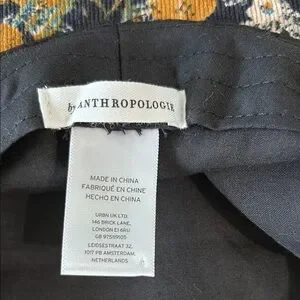 by ANTHROPOLOGIE
MADE IN CHINA
FABRIQUÉ EN CHINE
HECHO EN CHINA
URBN UK LTD.
146 BRICK LANE,
LONDON E1 6RU
GB 975119105
LEIDSESTRAAT 32,
1017 PB AMSTERDAM,
NETHERLANDS